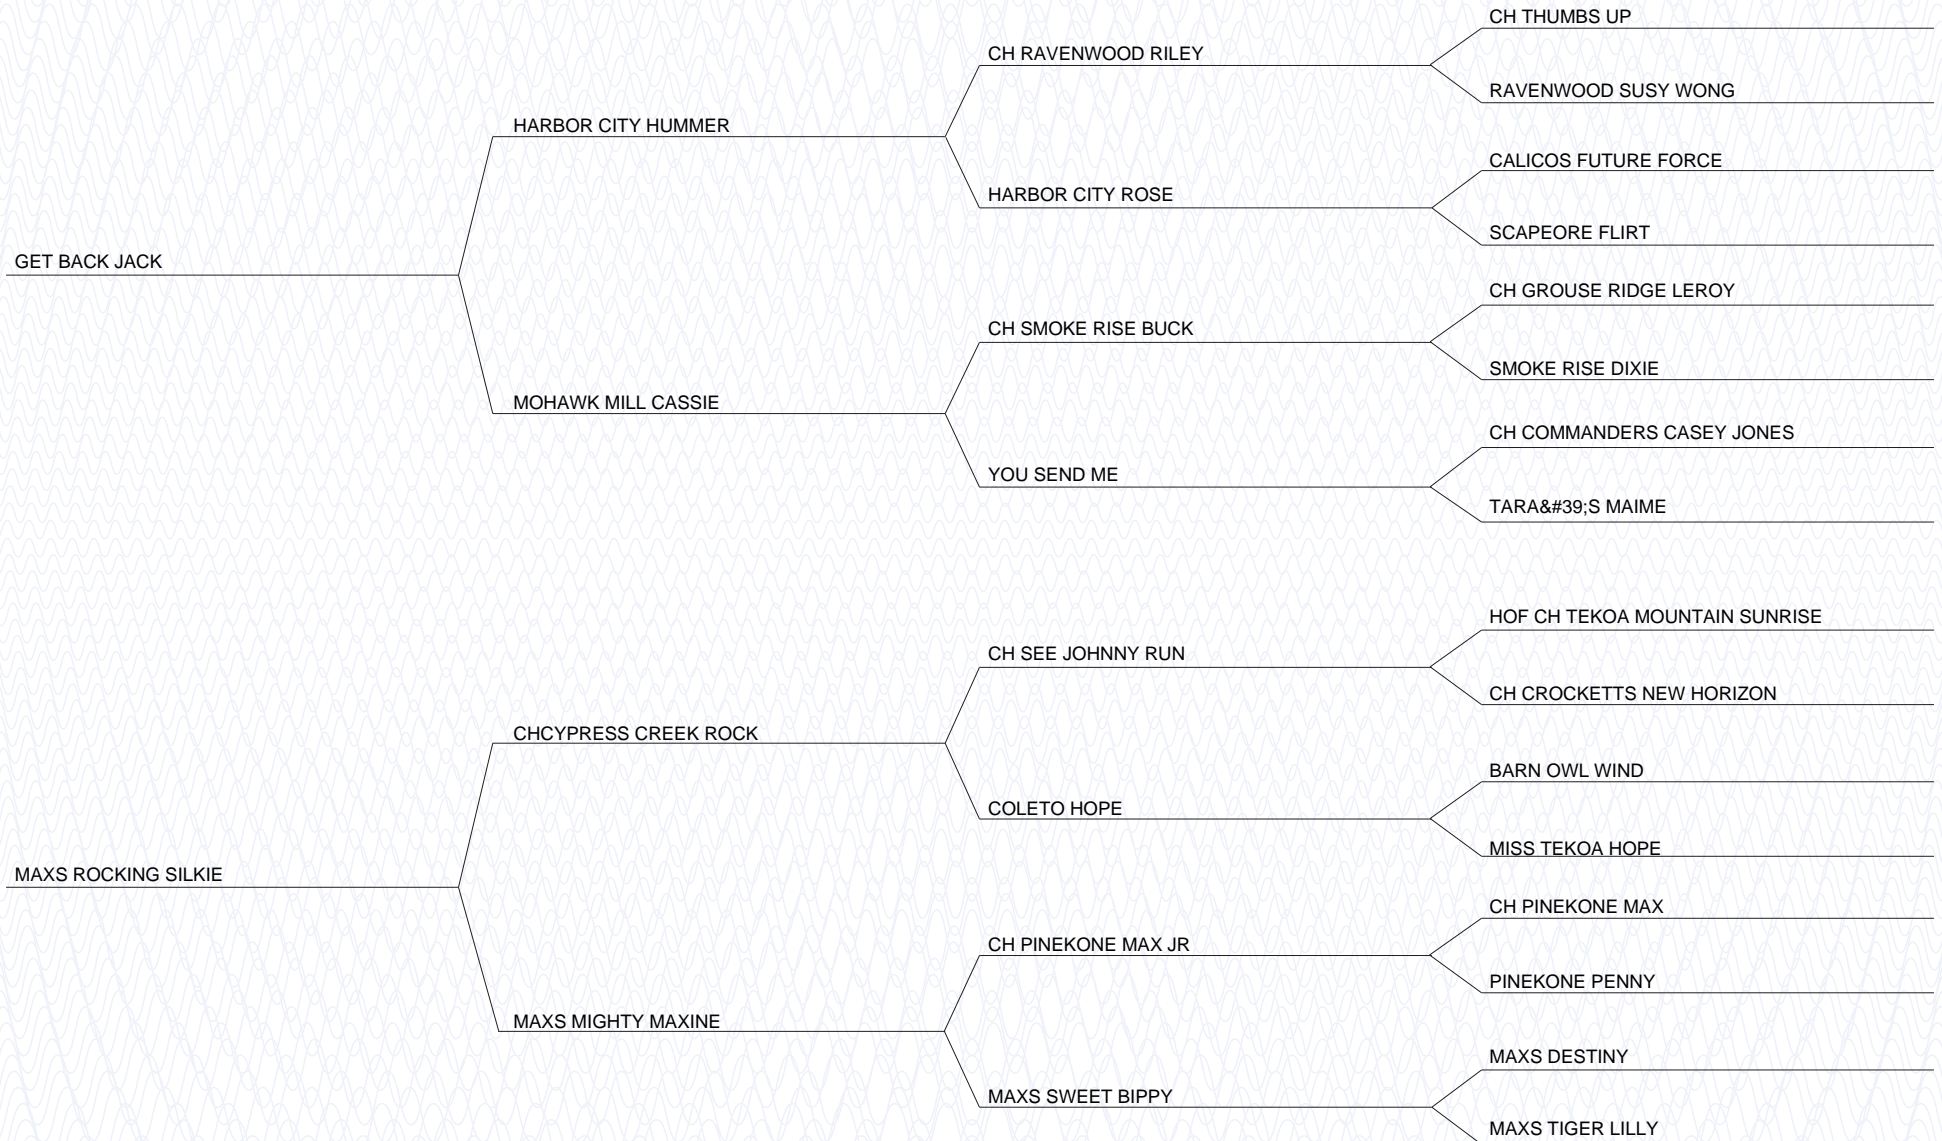 CH THUMBS UP
CH RAVENWOOD RILEY
RAVENWOOD SUSY WONG
HARBOR CITY HUMMER
CALICOS FUTURE FORCE
HARBOR CITY ROSE
SCAPEORE FLIRT
GET BACK JACK
CH GROUSE RIDGE LEROY
CH SMOKE RISE BUCK
SMOKE RISE DIXIE
MOHAWK MILL CASSIE
CH COMMANDERS CASEY JONES
YOU SEND ME
TARA&#39;S MAIME
HOF CH TEKOA MOUNTAIN SUNRISE
CH SEE JOHNNY RUN
CH CROCKETTS NEW HORIZON
CHCYPRESS CREEK ROCK
BARN OWL WIND
COLETO HOPE
MISS TEKOA HOPE
MAXS ROCKING SILKIE
CH PINEKONE MAX
CH PINEKONE MAX JR
PINEKONE PENNY
MAXS MIGHTY MAXINE
MAXS DESTINY
MAXS SWEET BIPPY
MAXS TIGER LILLY